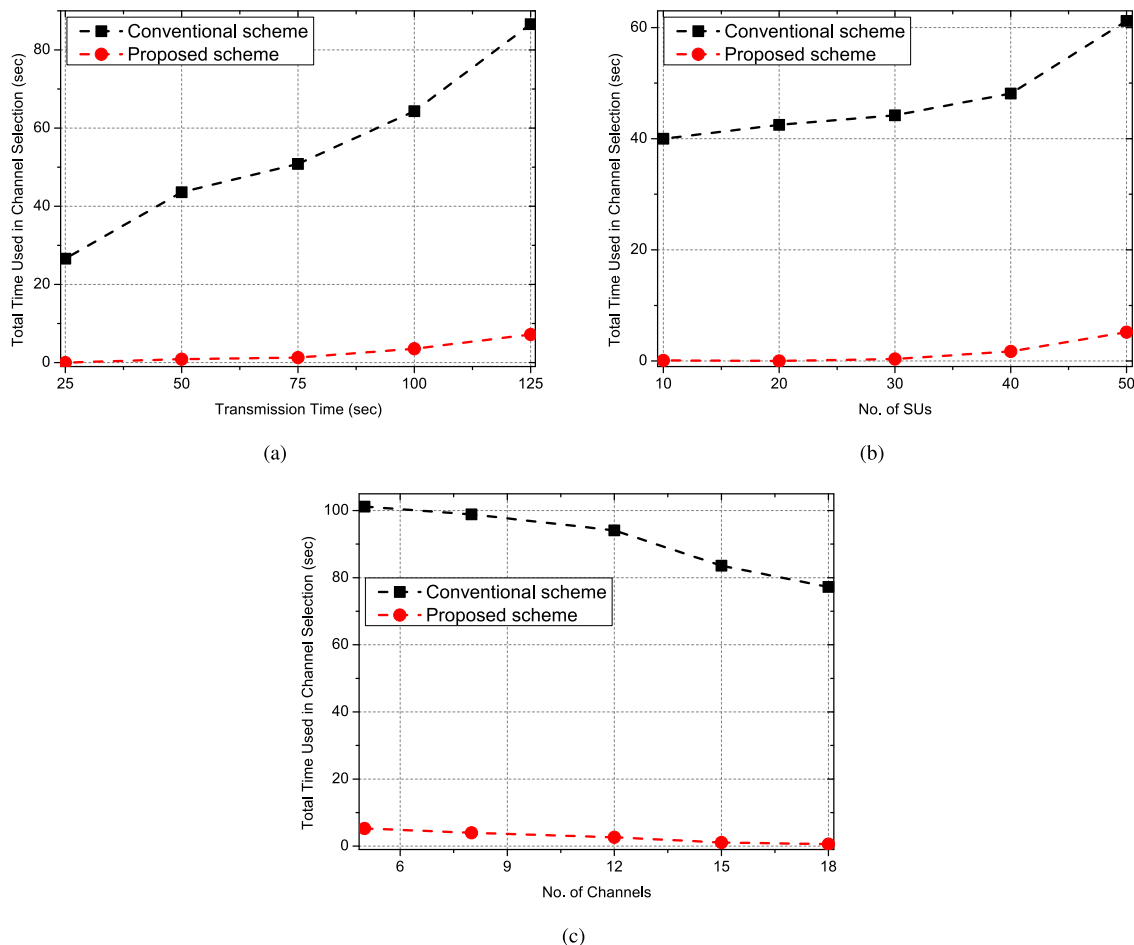 Total Time Used in Channel Selection (sec)
80
60
40
20
0
Conventional scheme
Proposed scheme
25
50
75
100
125
Transmission Time (sec)
(a)
Total Time Used in Channel Selection (sec)
60
40
20
0
Conventional scheme
Proposed scheme
10
20
30
40
50
No. of SUs
(b)
Total Time Used in Channel Selection (sec)
100
80
60
40
20
0
Conventional scheme
Proposed scheme
6
9
12
15
18
No. of Channels
(c)